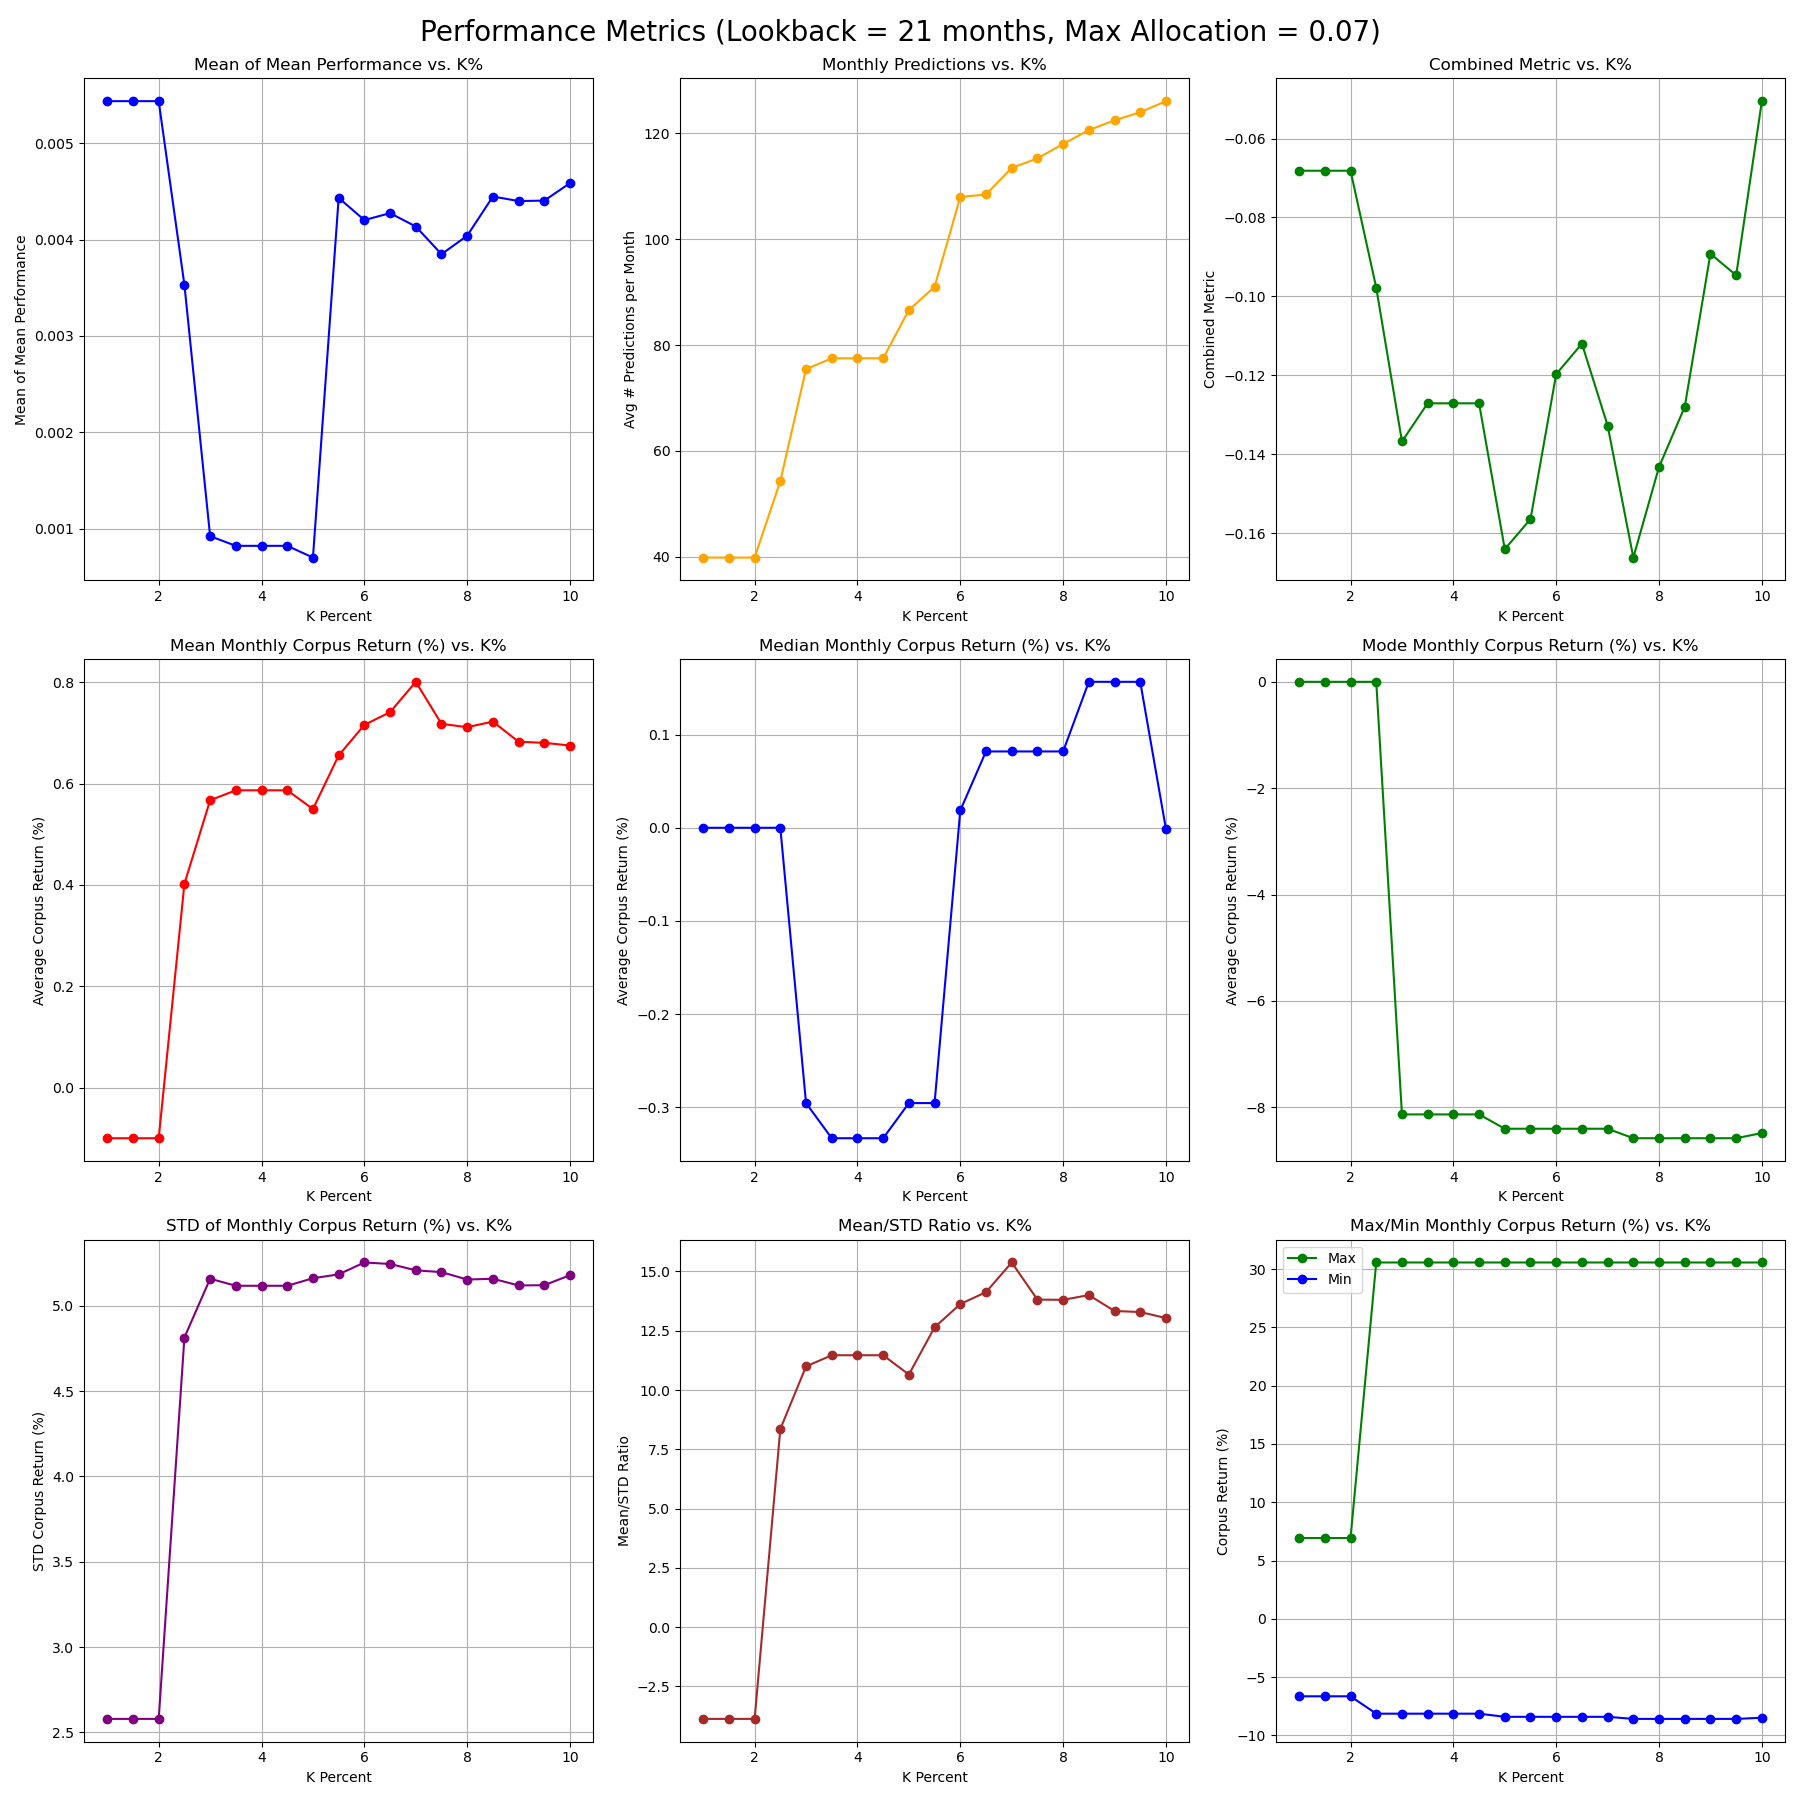 Performance Metrics (Lookback = 21 months, Max Allocation = 0.07)
Mean of Mean Performance vs. K%
Mean of Mean Performance
0.005
0.004
0.003
0.002
0.001
2 4 6 8 10
K Percent
Monthly Predictions vs. K%
Avg # Predictions per Month
120
100
80
60
40
2 4 6 8 10
K Percent
Combined Metric vs. K%
Combined Metric
−0.06
−0.08
−0.10
−0.12
−0.14
−0.16
2 4 6 8 10
K Percent
Mean Monthly Corpus Return (%) vs. K%
Average Corpus Return (%)
0.8
0.6
0.4
0.2
0.0
2 4 6 8 10
K Percent
Median Monthly Corpus Return (%) vs. K%
Average Corpus Return (%)
0.1
0.0
−0.1
−0.2
−0.3
2 4 6 8 10
K Percent
Mode Monthly Corpus Return (%) vs. K%
Average Corpus Return (%)
0
−2
−4
−6
−8
2 4 6 8 10
K Percent
STD of Monthly Corpus Return (%) vs. K%
STD Corpus Return (%)
5.0
4.5
4.0
3.5
3.0
2.5
2 4 6 8 10
K Percent
Mean/STD Ratio vs. K%
Mean/STD Ratio
15.0
12.5
10.0
7.5
5.0
2.5
0.0
−2.5
2 4 6 8 10
K Percent
Max/Min Monthly Corpus Return (%) vs. K%
Corpus Return (%)
Max
Min
30
25
20
15
10
5
0
−5
−10
2 4 6 8 10
K Percent